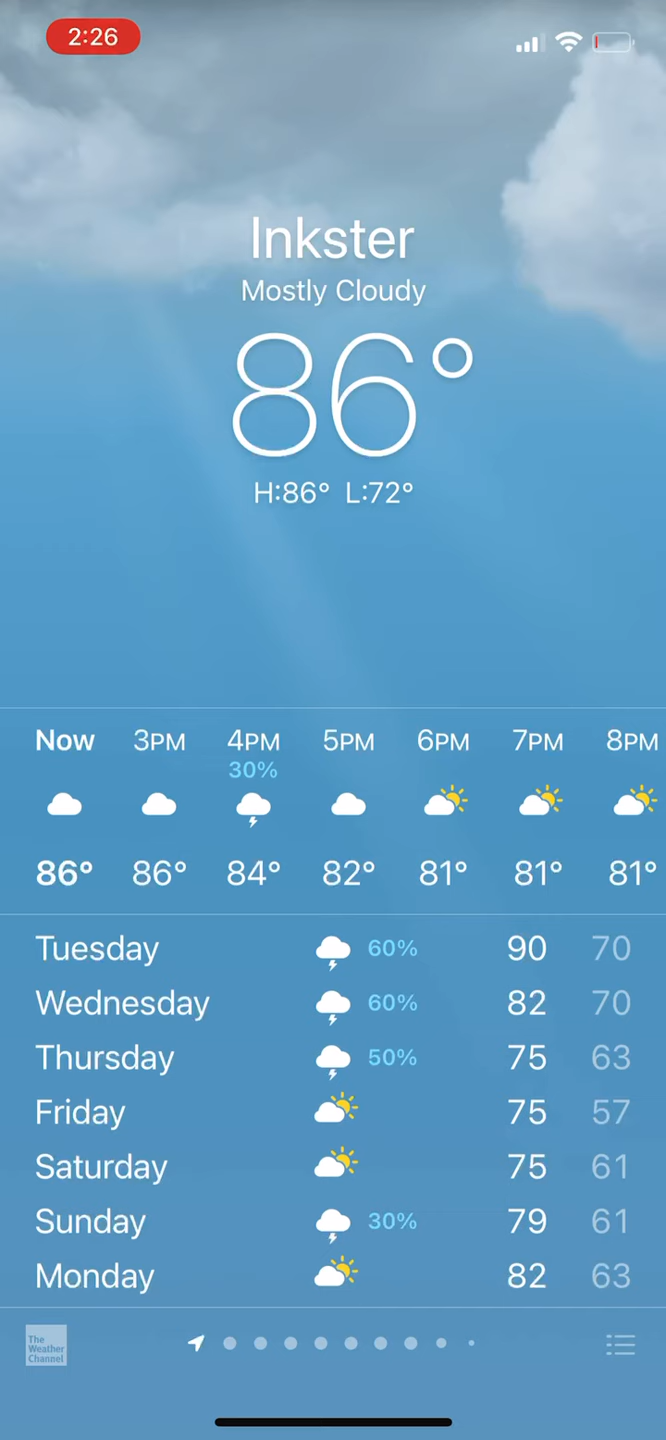 2:26
Inkster
Mostly Cloudy
86°
H:86° L:72°
Now 3PM 4PM 5PM 6PM 7PM 8PM
30%
86° 86° 84° 82° 81° 81° 81°
Tuesday 60% 90 70
Wednesday 60% 82 70
Thursday 50% 75 63
Friday 75 57
Saturday 75 61
Sunday 30% 79 61
Monday 82 63
The
Weather
Channel